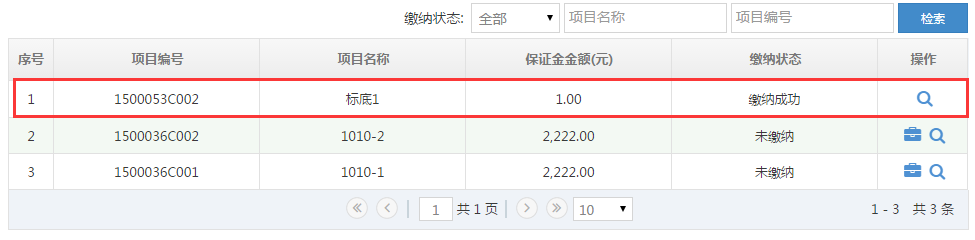 缴纳状态: 全部 项目名称 项目编号 检索
序号 项目编号 项目名称 保证金金额(元) 缴纳状态 操作
1 1500053C002 标底1 1.00 缴纳成功
2 1500036C002 1010-2 2,222.00 未缴纳
3 1500036C001 1010-1 2,222.00 未缴纳
1 共 1 页 10 1 - 3 共 3 条